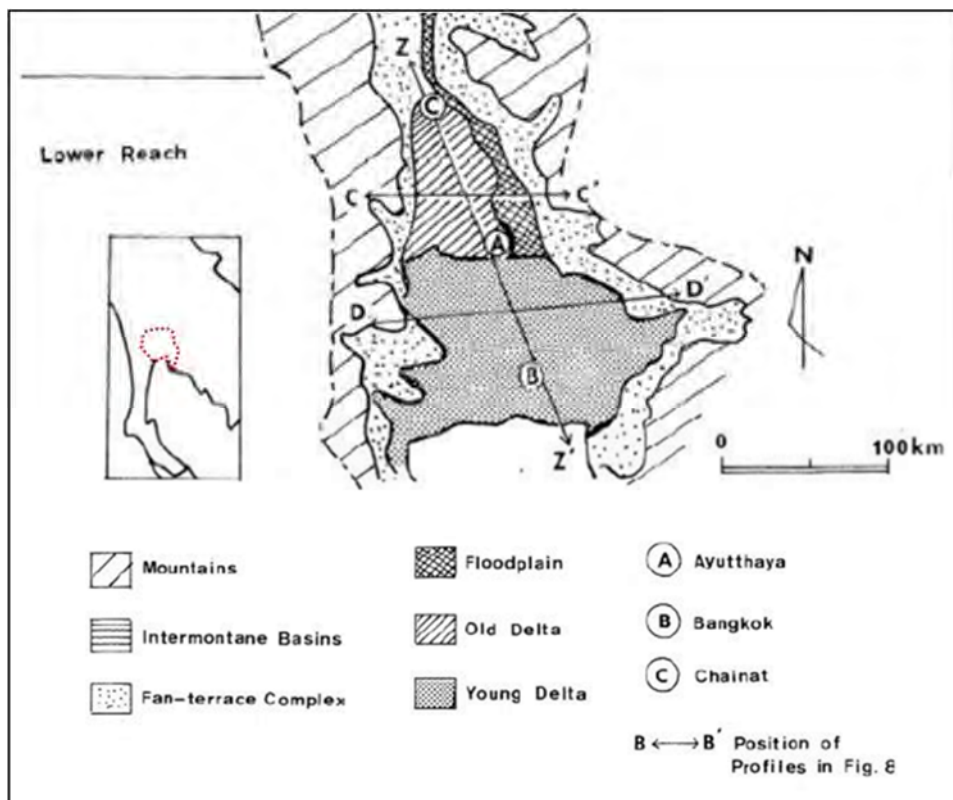 Z
C
Lower Reach
C
C'
A
N
D
D'
B
Z'
0
100km
Mountains
Intermontane Basins
Fan-terrace Complex
Floodplain
Old Delta
Young Delta
A Ayutthaya
B Bangkok
C Chainat
B ⟷ B' Position of
Profiles in Fig. 8